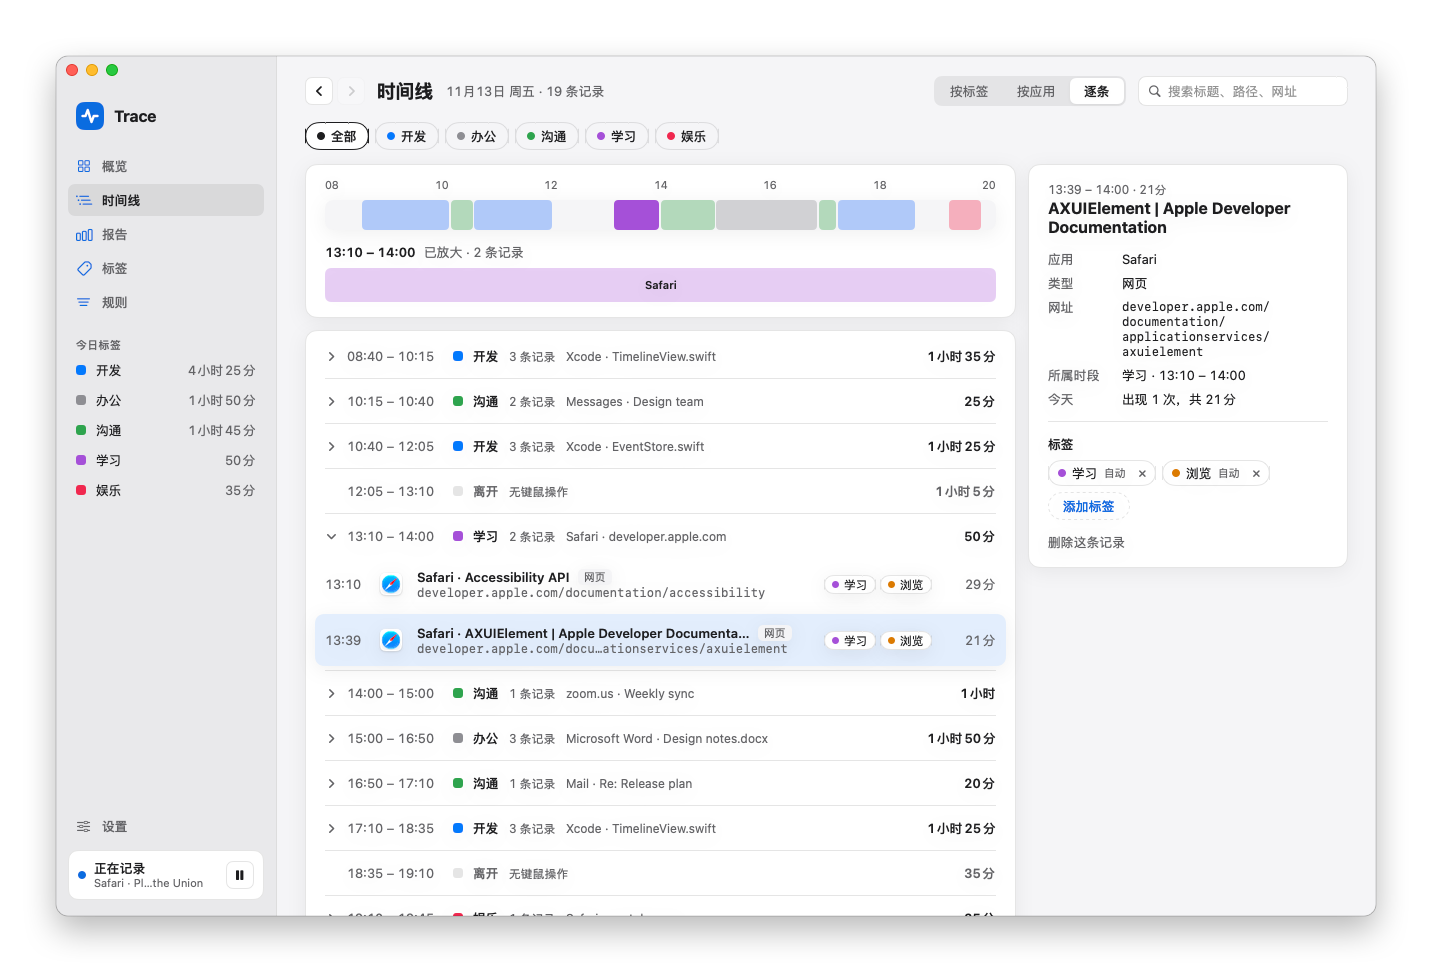 Trace
概览
时间线
报告
标签
规则
今日标签
开发 4小时25分
办公 1小时50分
沟通 1小时45分
学习 50分
娱乐 35分
设置
正在记录
Safari · Pl...the Union
时间线 11月13日 周五 · 19 条记录
按标签 按应用 逐条
搜索标题、路径、网址
全部 开发 办公 沟通 学习 娱乐
08 10 12 14 16 18 20
13:10 – 14:00 已放大 · 2 条记录
Safari
08:40 – 10:15 开发 3 条记录 Xcode · TimelineView.swift 1小时35分
10:15 – 10:40 沟通 2 条记录 Messages · Design team 25分
10:40 – 12:05 开发 3 条记录 Xcode · EventStore.swift 1小时25分
12:05 – 13:10 离开 无键鼠操作 1小时5分
13:10 – 14:00 学习 2 条记录 Safari · developer.apple.com 50分
13:10 Safari · Accessibility API 网页 学习 浏览 29分
developer.apple.com/documentation/accessibility
13:39 Safari · AXUIElement | Apple Developer Documenta... 网页 学习 浏览 21分
developer.apple.com/docu…ationservices/axuielement
14:00 – 15:00 沟通 1 条记录 zoom.us · Weekly sync 1小时
15:00 – 16:50 办公 3 条记录 Microsoft Word · Design notes.docx 1小时50分
16:50 – 17:10 沟通 1 条记录 Mail · Re: Release plan 20分
17:10 – 18:35 开发 3 条记录 Xcode · TimelineView.swift 1小时25分
18:35 – 19:10 离开 无键鼠操作 35分
13:39 – 14:00 · 21分
AXUIElement | Apple Developer
Documentation
应用 Safari
类型 网页
网址 developer.apple.com/
documentation/
applicationservices/
axuielement
所属时段 学习 · 13:10 – 14:00
今天 出现 1 次，共 21分
标签
学习 自动 × 浏览 自动 ×
添加标签
删除这条记录